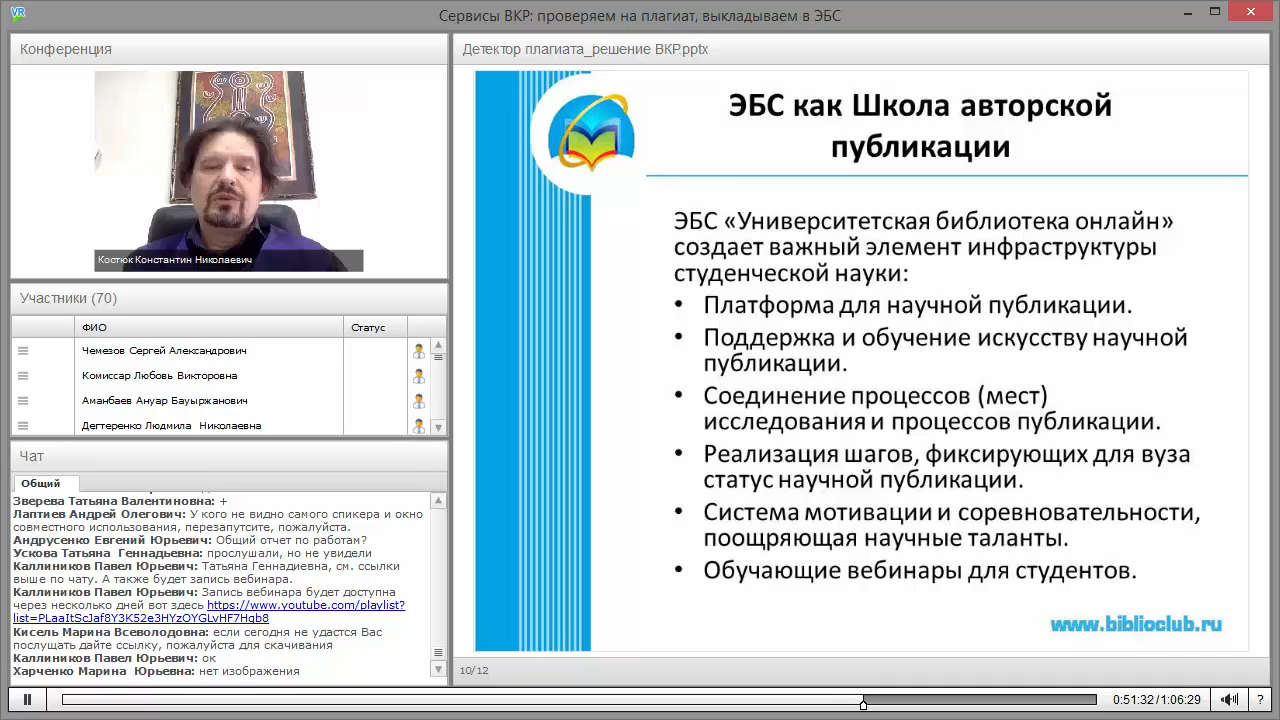 VR
Сервисы ВКР: проверяем на плагиат, выкладываем в ЭБС
Конференция
Костюк Константин Николаевич
Участники (70)
ФИО Статус
Чемезов Сергей Александрович
Комиссар Любовь Викторовна
Аманбаев Ануар Бауыржанович
Дегтеренко Людмила Николаевна
Чат
Общий
Зверева Татьяна Валентиновна: +
Лаптиев Андрей Олегович: У кого не видно самого спикера и окно
совместного использования, перезапустите, пожалуйста.
Андрусенко Евгений Юрьевич: Общий отчет по работам?
Ускова Татьяна Геннадьевна: прослушали, но не увидели
Каллиников Павел Юрьевич: Татьяна Геннадиевна, см. ссылки
выше по чату. А также будет запись вебинара.
Каллиников Павел Юрьевич: Запись вебинара будет доступна
через несколько дней вот здесь https://www.youtube.com/playlist?
list=PLaaItScJaf8Y3K52e3HYzOYGLvHF7Hgb8
Кисель Марина Всеволодовна: если сегодня не удастся Вас
послущать дайте ссылку, пожалуйста для скачивания
Каллиников Павел Юрьевич: ок
Харченко Марина Юрьевна: нет изображения
Детектор плагиата_решение ВКР.pptx
ЭБС как Школа авторской
публикации
ЭБС «Университетская библиотека онлайн»
создает важный элемент инфраструктуры
студенческой науки:
• Платформа для научной публикации.
• Поддержка и обучение искусству научной
публикации.
• Соединение процессов (мест)
исследования и процессов публикации.
• Реализация шагов, фиксирующих для вуза
статус научной публикации.
• Система мотивации и соревновательности,
поощряющая научные таланты.
• Обучающие вебинары для студентов.
www.biblioclub.ru
10/12
0:51:32/1:06:29
?